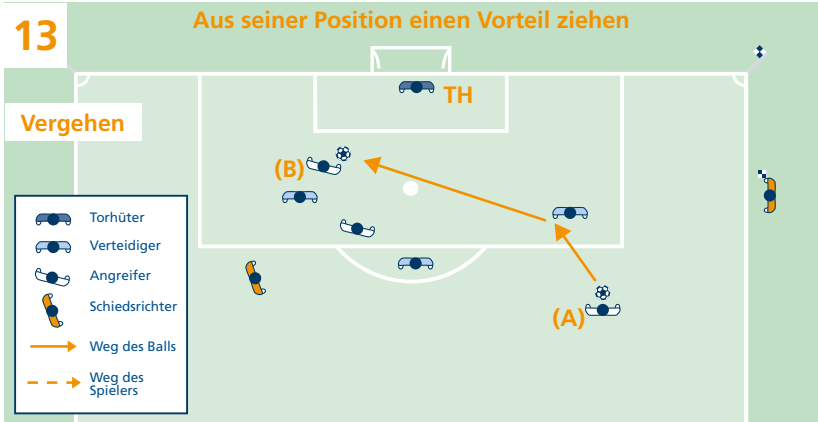 13
Aus seiner Position einen Vorteil ziehen
TH
Vergehen
(B)
Torhüter
Verteidiger
Angreifer
Schiedsrichter
(A)
Weg des Balls
Weg des
Spielers